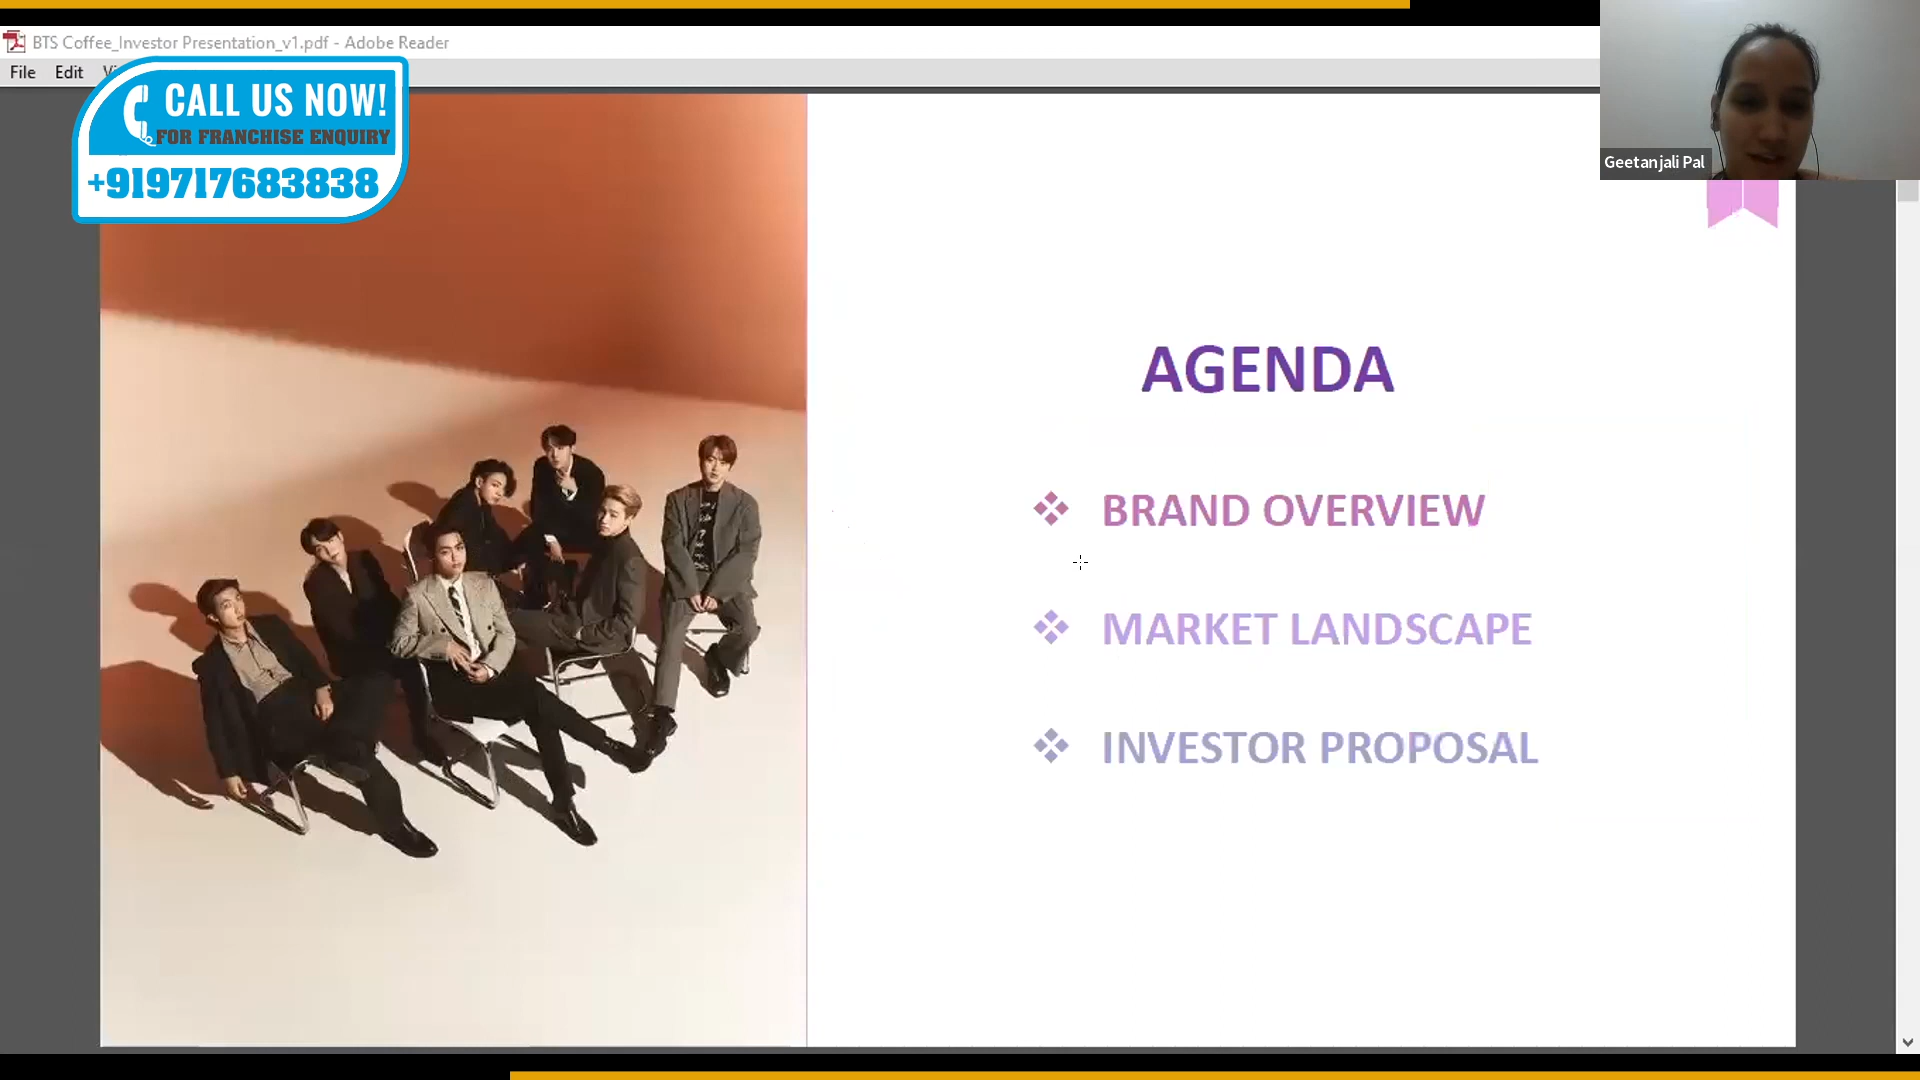 BTS Coffee_Investor Presentation_v1.pdf - Adobe Reader
File Edit
CALL US NOW!
FOR FRANCHISE ENQUIRY
+919717683838
Geetanjali Pal
AGENDA
BRAND OVERVIEW
MARKET LANDSCAPE
INVESTOR PROPOSAL